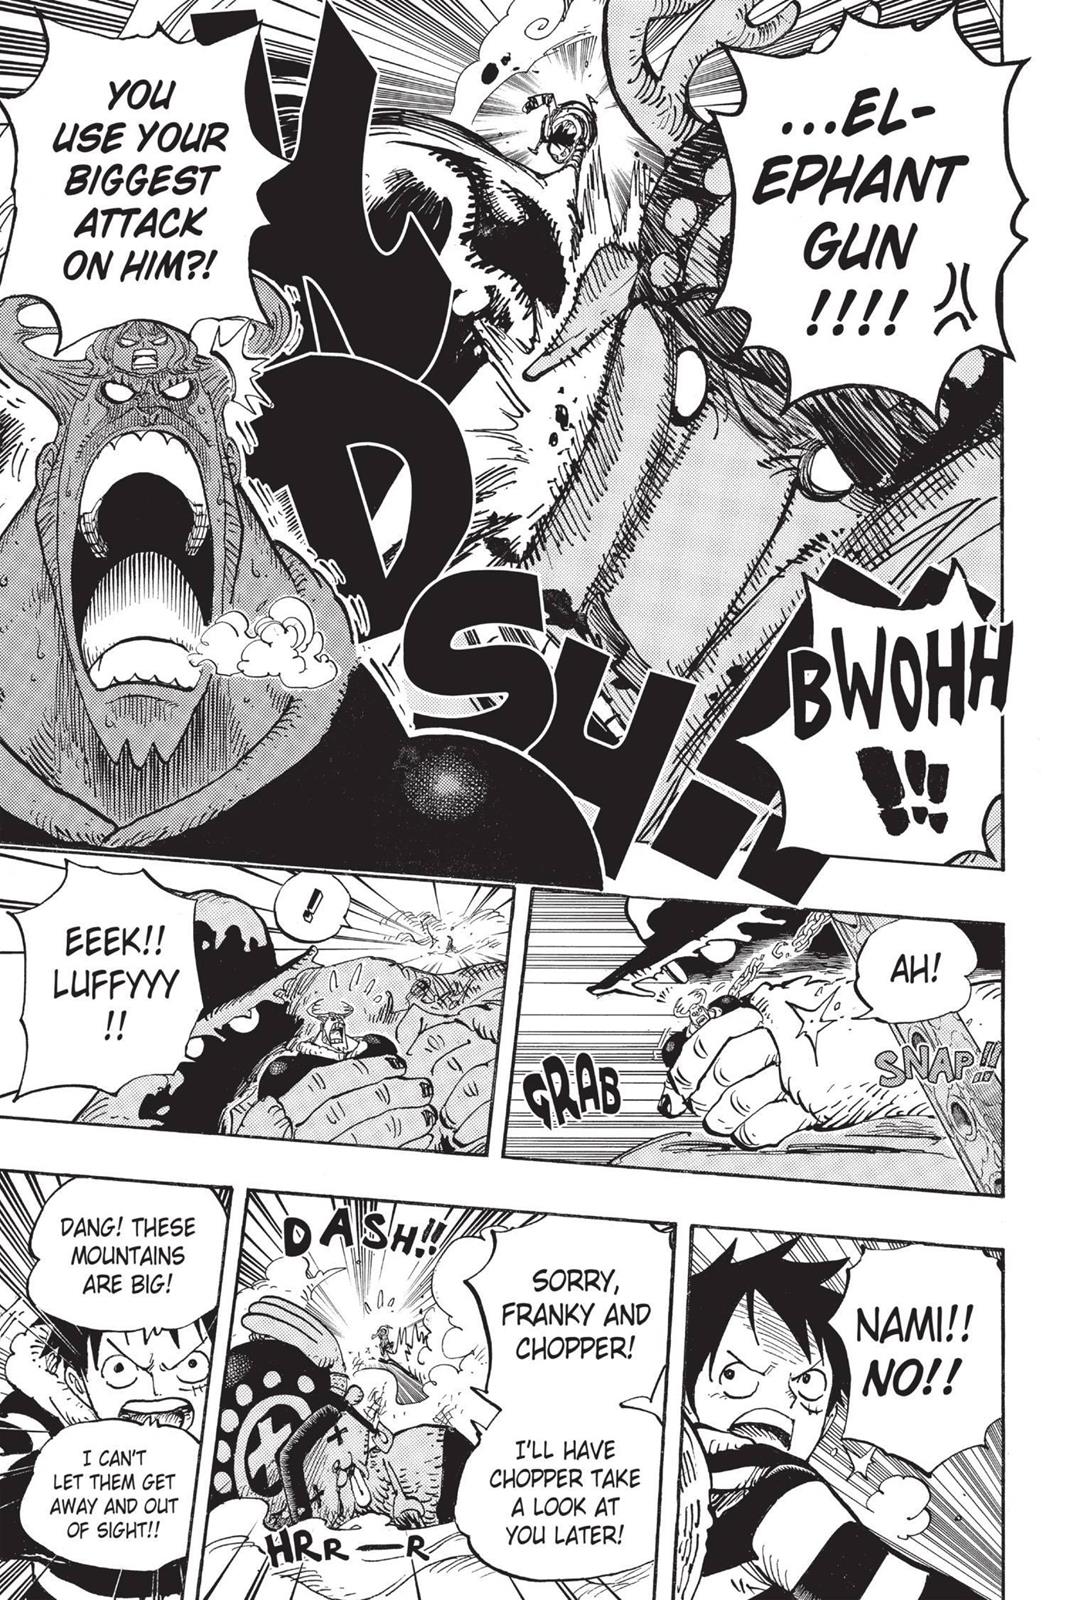 ...EL-
EPHANT
GUN
!!!!
YOU
USE YOUR
BIGGEST
ATTACK
ON HIM?!
DSH!!
BWOHH
!!!
AH!
SNAP!!
GRAB
!
EEEK!!
LUFFYYY
!!
NAMI!!
NO!!
DASH!!
SORRY,
FRANKY AND
CHOPPER!
I'LL HAVE
CHOPPER TAKE
A LOOK AT
YOU LATER!
HRR—R
DANG! THESE
MOUNTAINS
ARE BIG!
I CAN'T
LET THEM GET
AWAY AND OUT
OF SIGHT!!